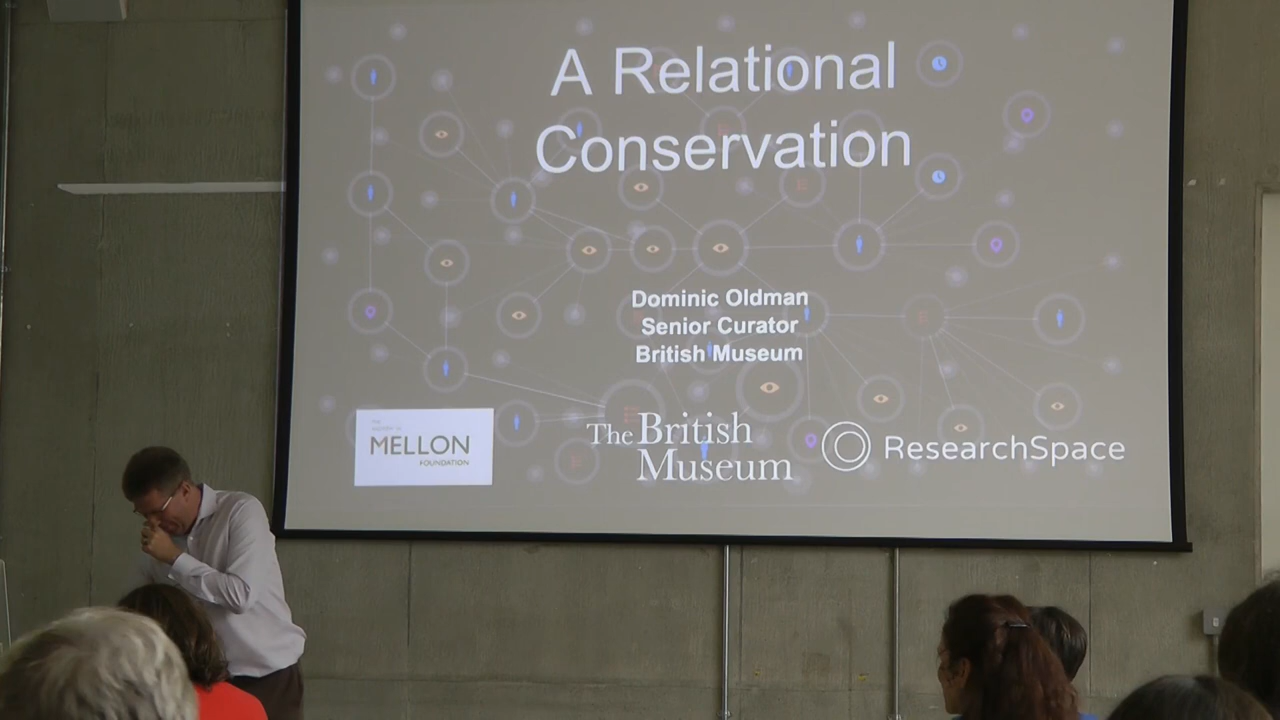 A Relational
Conservation
Dominic Oldman
Senior Curator
British Museum
MELLON
FOUNDATION
The British
Museum
ResearchSpace